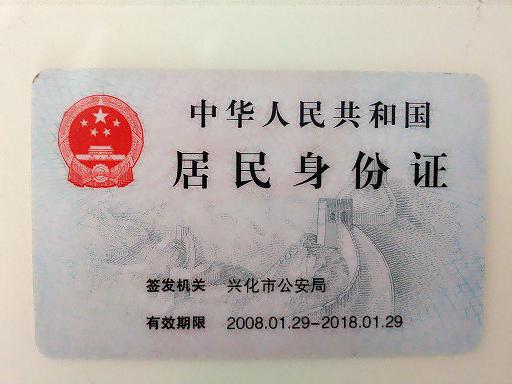 中华人民共和国
居民身份证
签发机关 兴化市公安局
有效期限 2008.01.29-2018.01.29